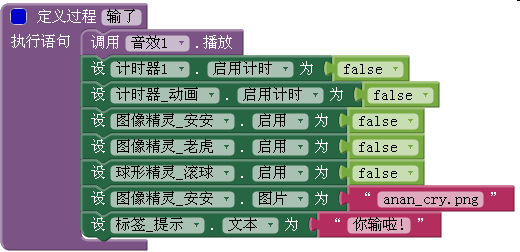 定义过程 输了
执行语句 调用 音效1 . 播放
设 计时器1 . 启用计时 为 false
设 计时器_动画 . 启用计时 为 false
设 图像精灵_安安 . 启用 为 false
设 图像精灵_老虎 . 启用 为 false
设 球形精灵_滚球 . 启用 为 false
设 图像精灵_安安 . 图片 为 “ anan_cry.png ”
设 标签_提示 . 文本 为 “ 你输啦! ”